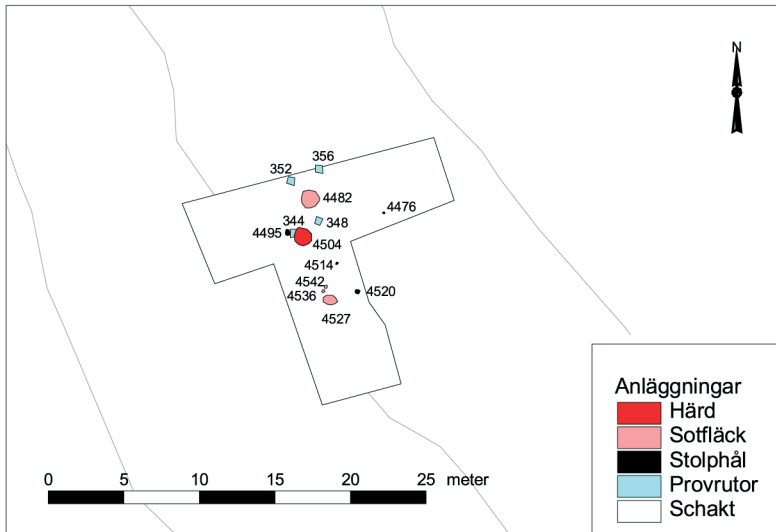 N
356
352
4482
4476
344
348
4495
4504
4514
4542
4536
4520
4527
Anläggningar
Härd
Sotfläck
Stolphål
Provrutor
Schakt
0 5 10 15 20 25 meter